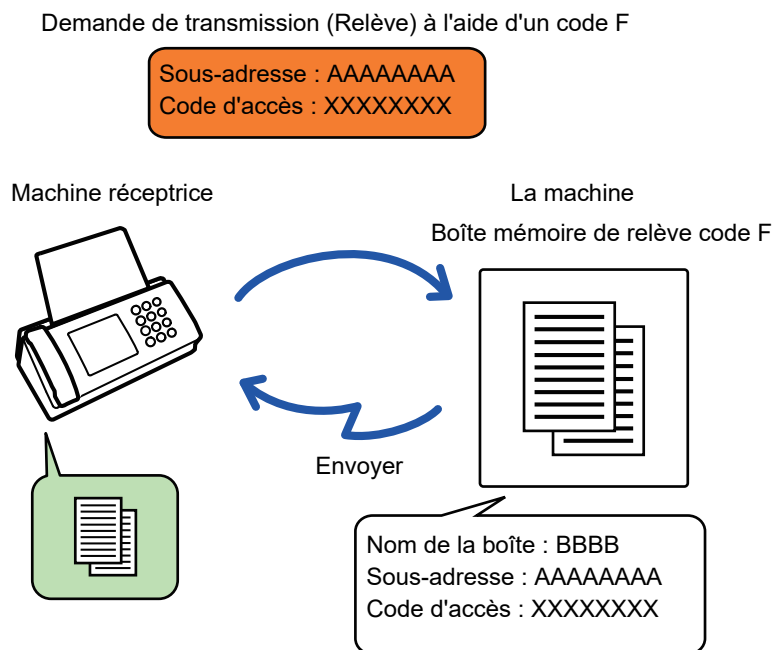 Demande de transmission (Relève) à l'aide d'un code F
Sous-adresse : AAAAAAAA
Code d'accès : XXXXXXXX
Machine réceptrice
La machine
Boîte mémoire de relève code F
Envoyer
Nom de la boîte : BBBB
Sous-adresse : AAAAAAAA
Code d'accès : XXXXXXXX